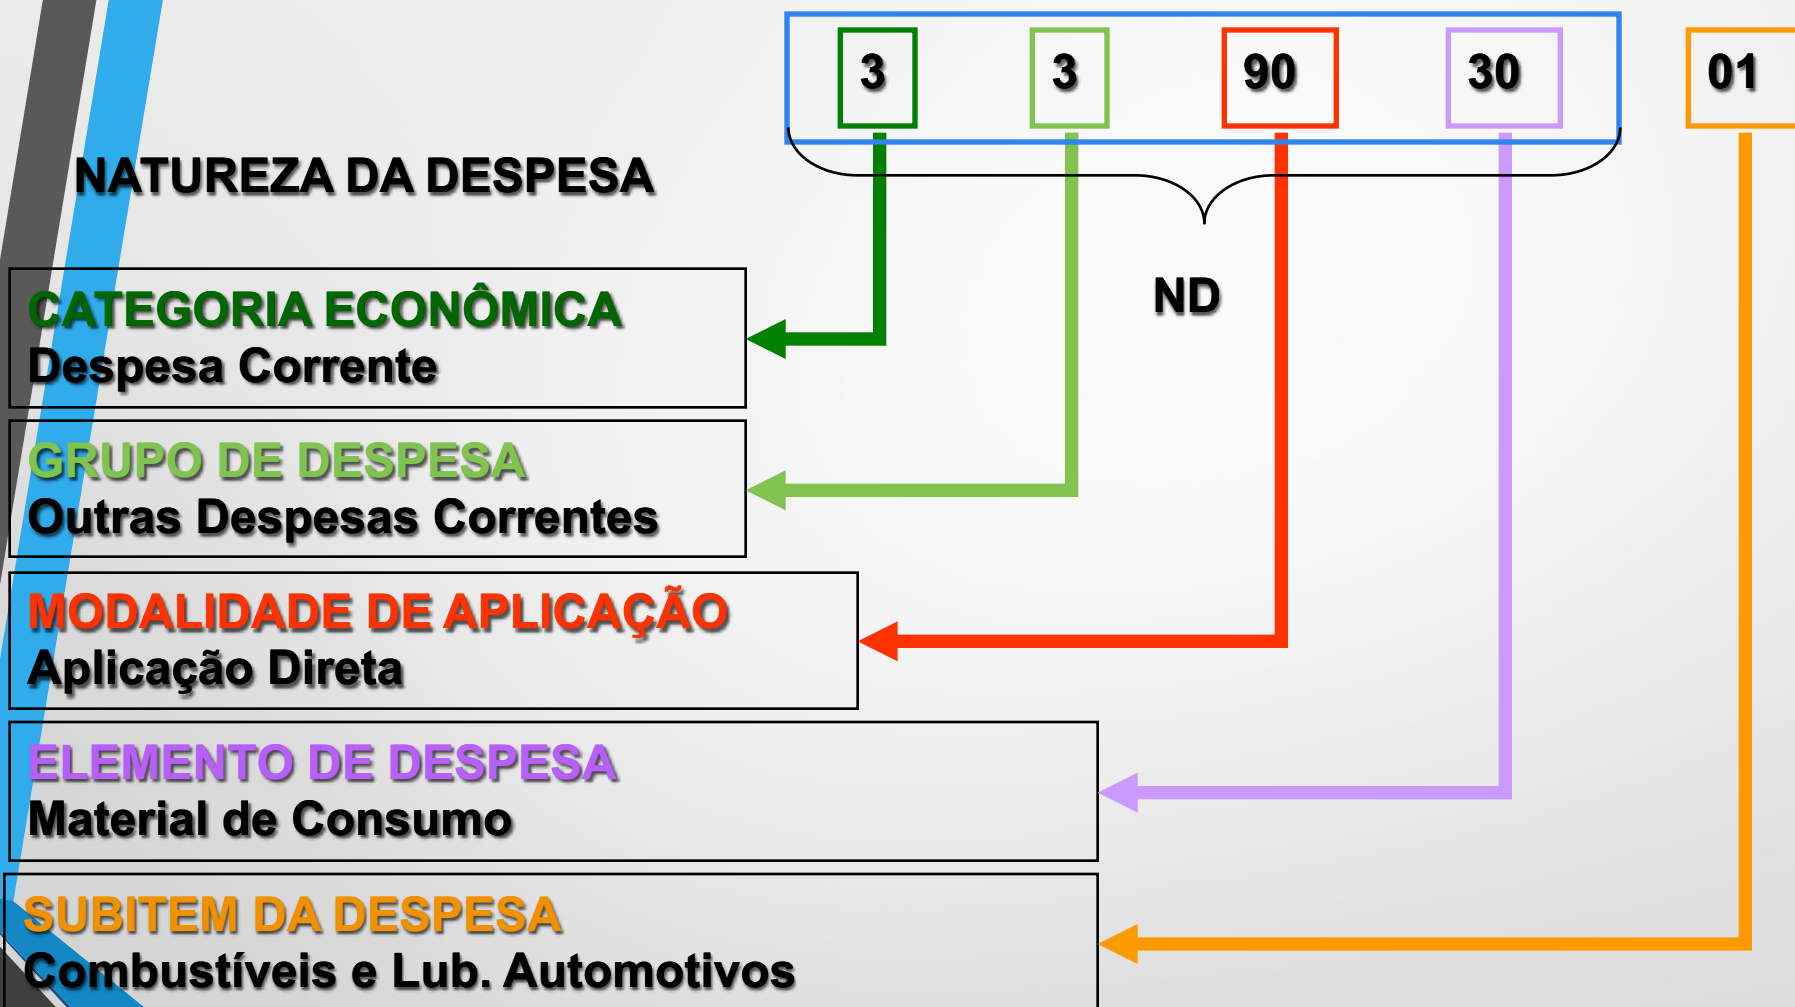 3 3 90 30 01
NATUREZA DA DESPESA
ND
CATEGORIA ECONÔMICA
Despesa Corrente
GRUPO DE DESPESA
Outras Despesas Correntes
MODALIDADE DE APLICAÇÃO
Aplicação Direta
ELEMENTO DE DESPESA
Material de Consumo
SUBITEM DA DESPESA
Combustíveis e Lub. Automotivos